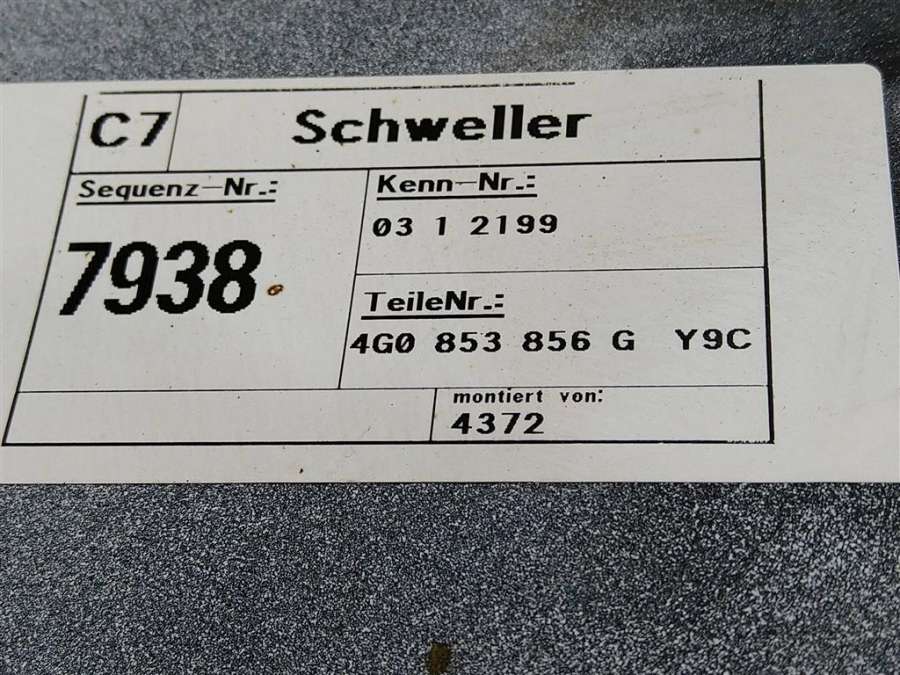 C7 Schweller
Sequenz-Nr.:
7938
Kenn-Nr.:
03 1 2199
TeileNr.:
4G0 853 856 G Y9C
montiert von:
4372